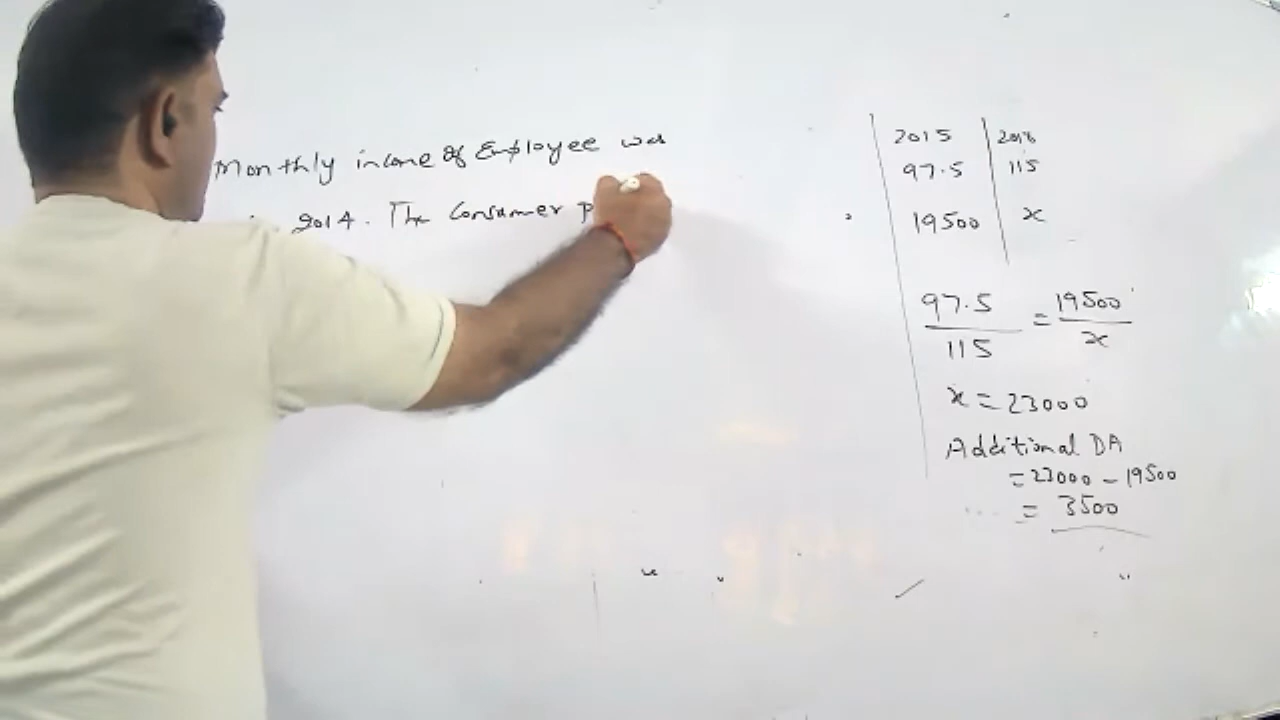 Monthly income of Employee was
2014. The Consumer P
2015 2016
97.5 115
19500 x
97.5 / 115 = 19500 / x
x = 23000
Additional DA
= 23000 - 19500
= 3500